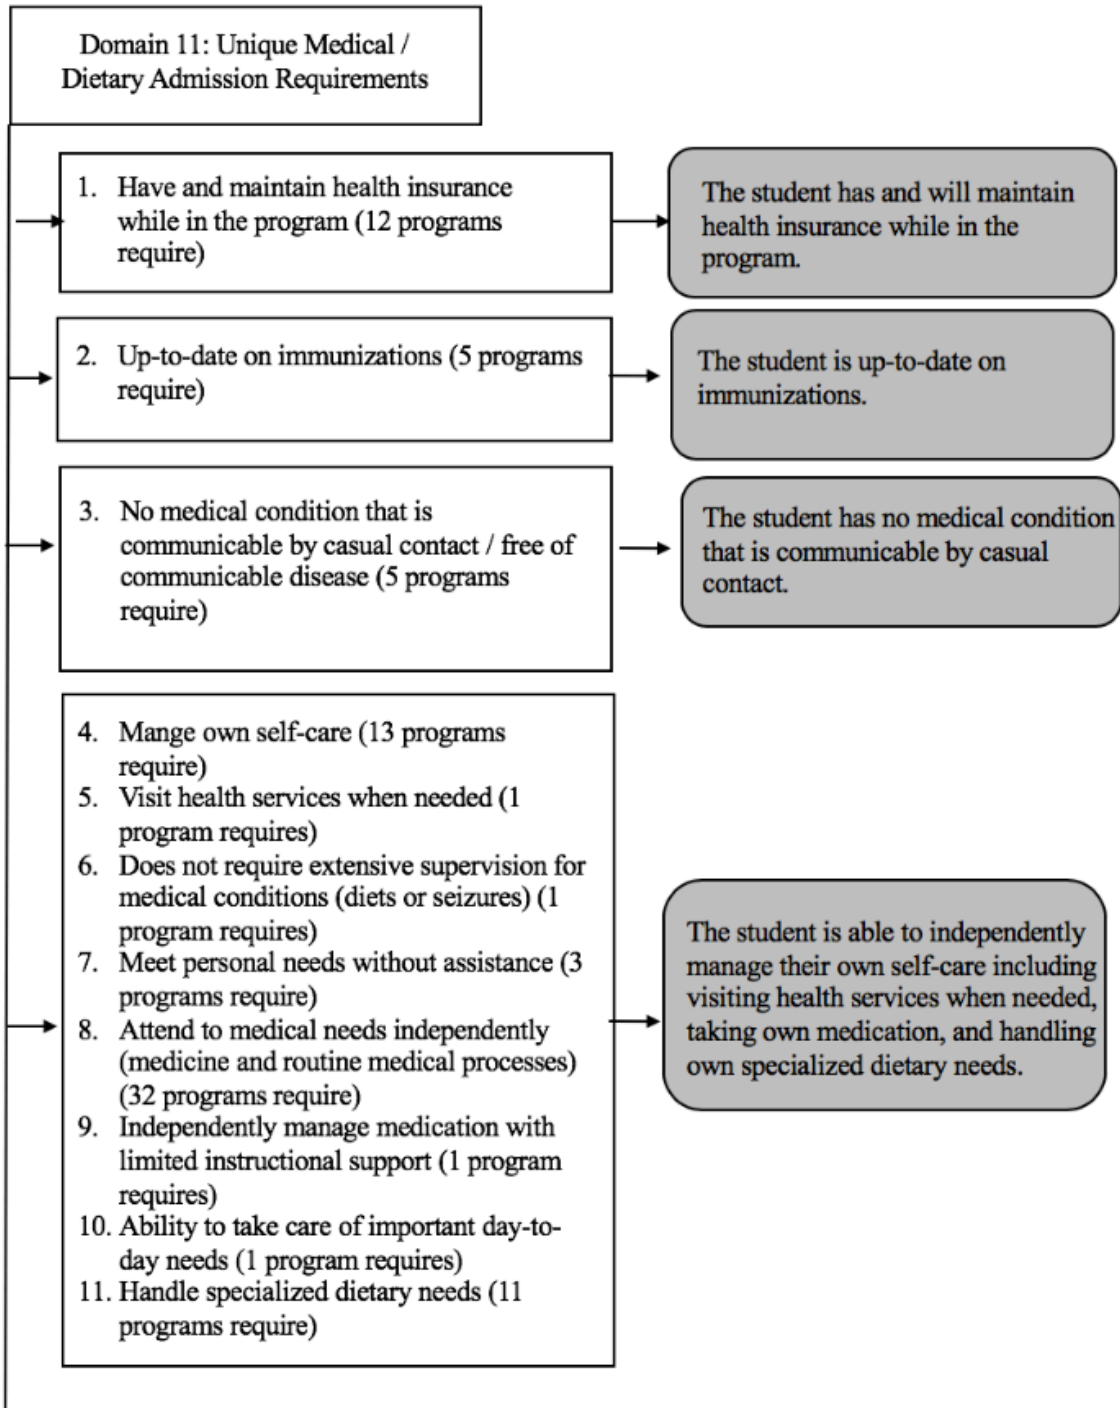 Domain 11: Unique Medical /
Dietary Admission Requirements
1. Have and maintain health insurance
while in the program (12 programs
require)
The student has and will maintain
health insurance while in the
program.
2. Up-to-date on immunizations (5 programs
require)
The student is up-to-date on
immunizations.
3. No medical condition that is
communicable by casual contact / free of
communicable disease (5 programs
require)
The student has no medical condition
that is communicable by casual
contact.
4. Mange own self-care (13 programs
require)
5. Visit health services when needed (1
program requires)
6. Does not require extensive supervision for
medical conditions (diets or seizures) (1
program requires)
7. Meet personal needs without assistance (3
programs require)
8. Attend to medical needs independently
(medicine and routine medical processes)
(32 programs require)
9. Independently manage medication with
limited instructional support (1 program
requires)
10. Ability to take care of important day-to-
day needs (1 program requires)
11. Handle specialized dietary needs (11
programs require)
The student is able to independently
manage their own self-care including
visiting health services when needed,
taking own medication, and handling
own specialized dietary needs.